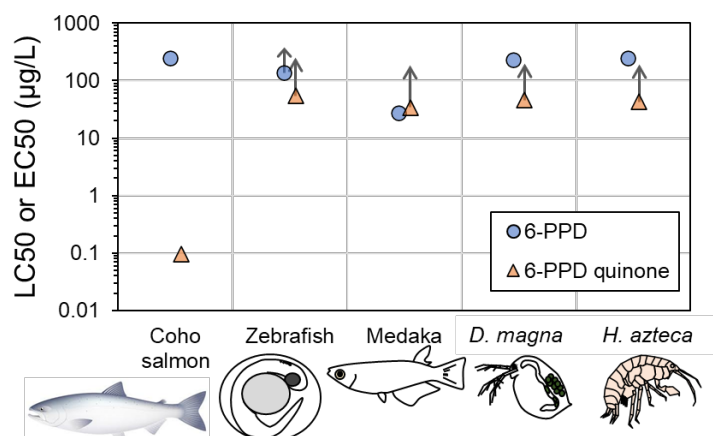 LC50 or EC50 (µg/L)
1000
100
10
1
0.1
0.01
6-PPD
6-PPD quinone
Coho
salmon
Zebrafish
Medaka
D. magna
H. azteca